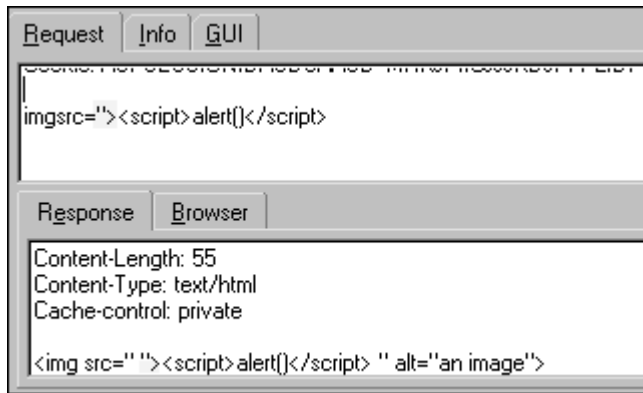 Request Info GUI
imgsrc="><script>alert()</script>
Response Browser
Content-Length: 55
Content-Type: text/html
Cache-control: private
<img src=" "><script>alert()</script> " alt="an image">